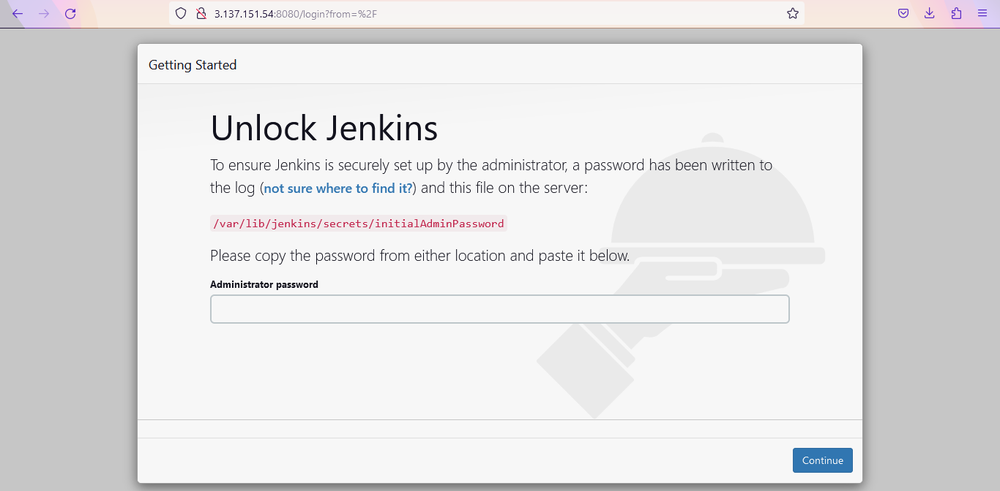 3.137.151.54:8080/login?from=%2F
Getting Started
Unlock Jenkins
To ensure Jenkins is securely set up by the administrator, a password has been written to
the log (not sure where to find it?) and this file on the server:
/var/lib/jenkins/secrets/initialAdminPassword
Please copy the password from either location and paste it below.
Administrator password
Continue